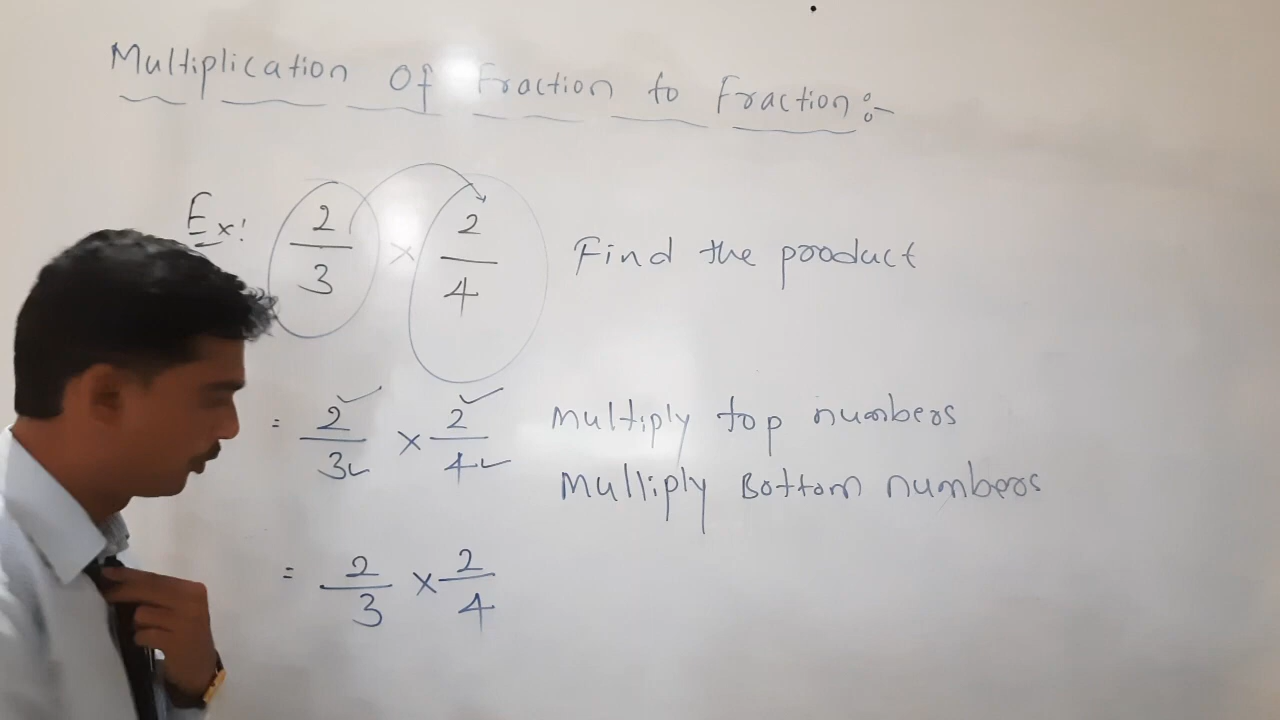 Multiplication Of Fraction to Fraction:-
Ex: 2/3 × 2/4 Find the product
= 2/3 × 2/4 Multiply top numbers
Multiply Bottom numbers
= 2/3 × 2/4